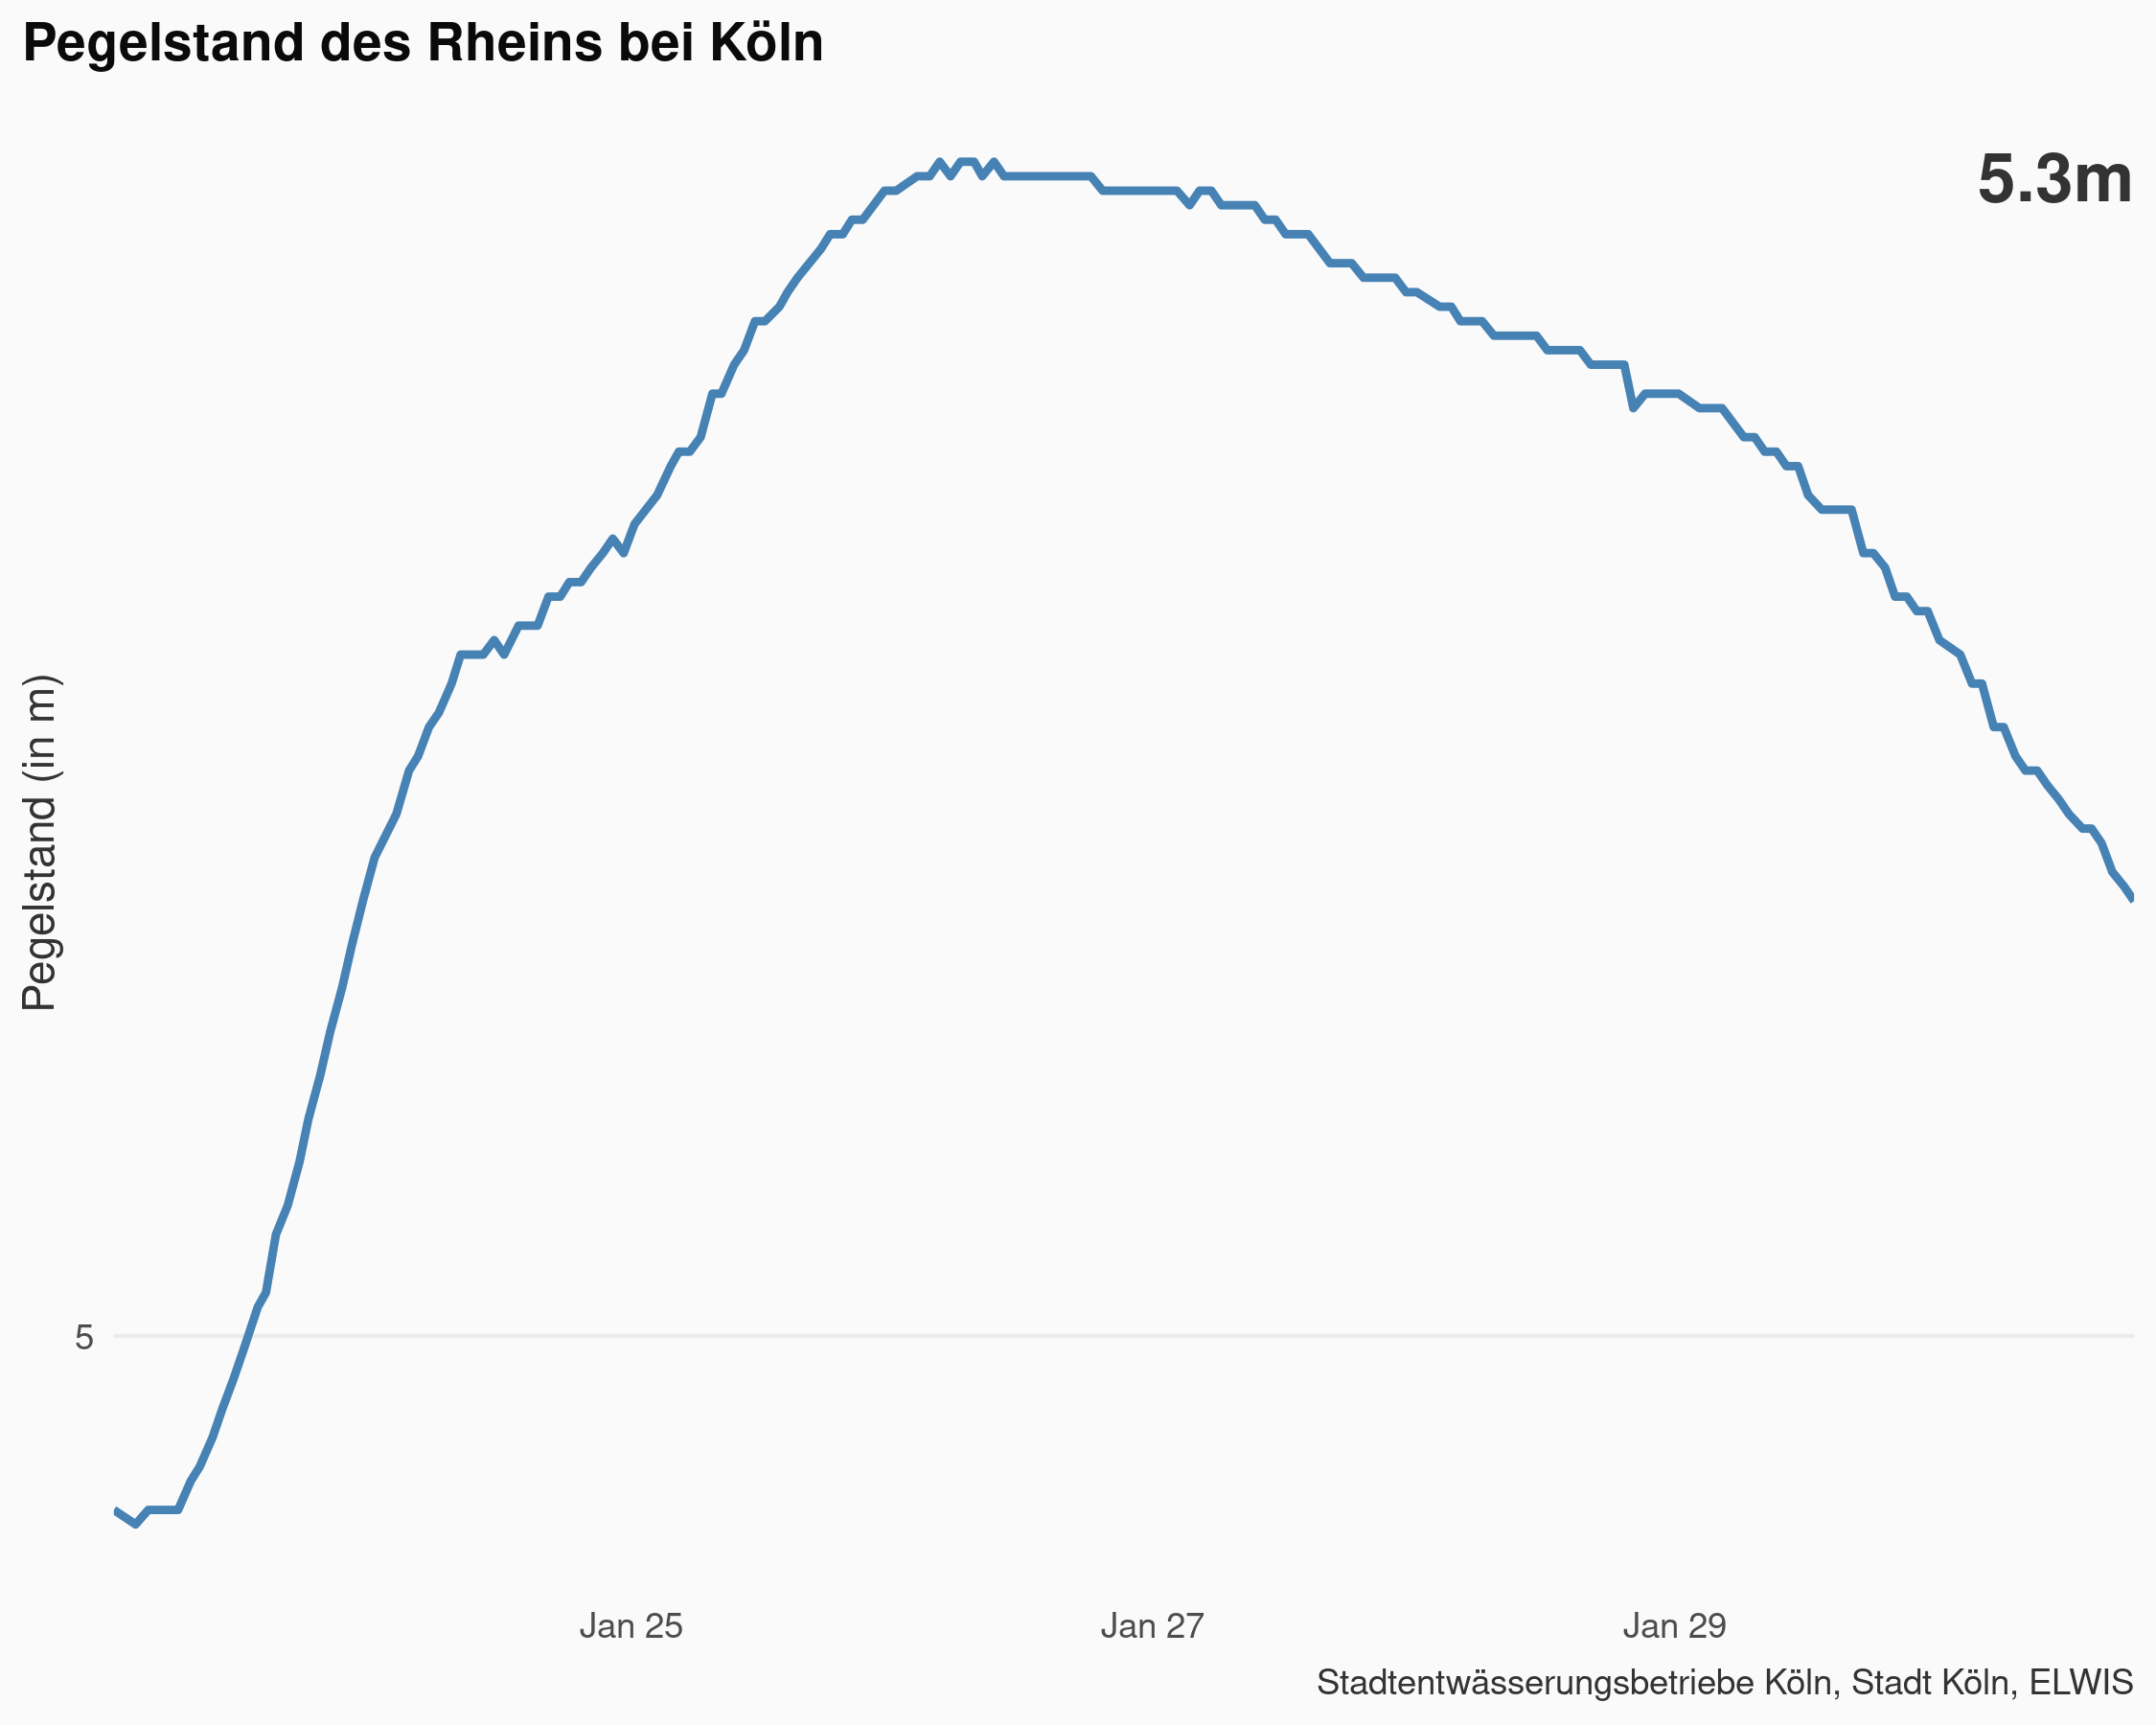 Pegelstand des Rheins bei Köln
5.3m
Pegelstand (in m)
5
Jan 25
Jan 27
Jan 29
Stadtentwässerungsbetriebe Köln, Stadt Köln, ELWIS